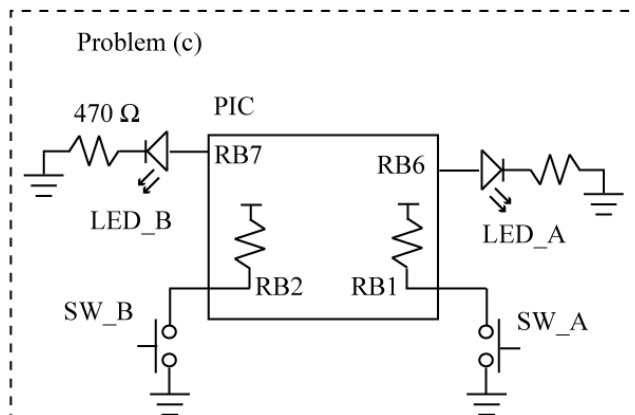 Problem (c)
470 Ω
PIC
RB7
RB6
LED_B
LED_A
RB2
RB1
SW_B
SW_A